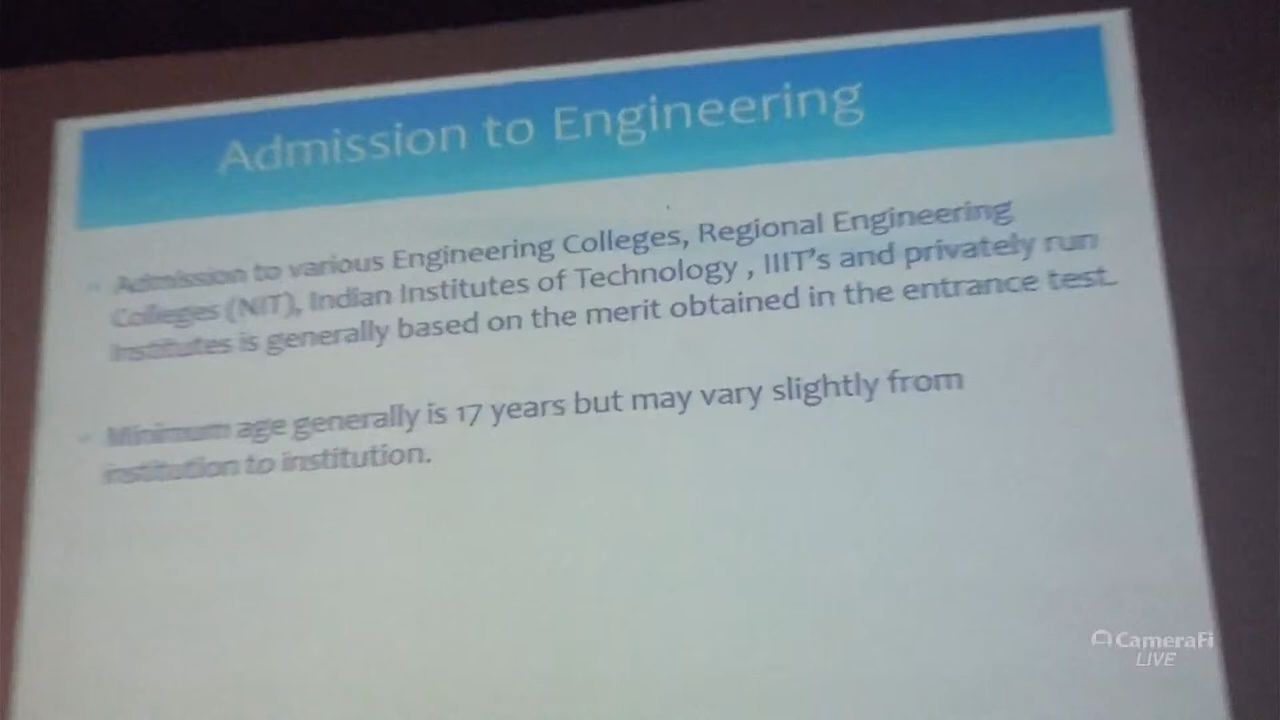 Admission to Engineering
Admission to various Engineering Colleges, Regional Engineering
Colleges (NIT), Indian Institutes of Technology , IIIT's and privately run
institutes is generally based on the merit obtained in the entrance test.
Minimum age generally is 17 years but may vary slightly from
institution to institution.
CameraFi
LIVE